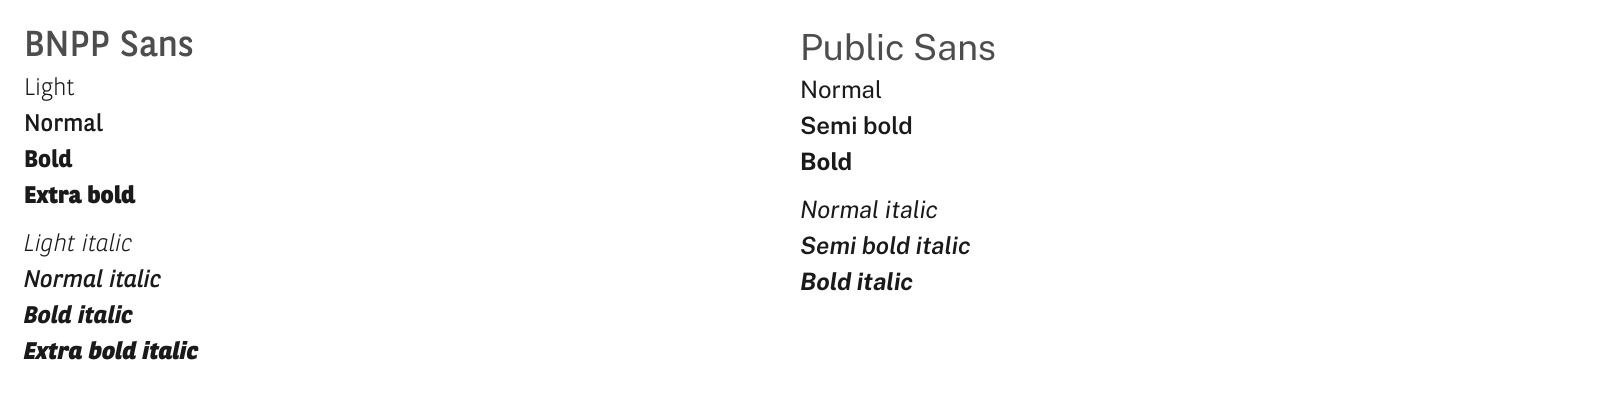 BNPP Sans
Light
Normal
Bold
Extra bold
Light italic
Normal italic
Bold italic
Extra bold italic
Public Sans
Normal
Semi bold
Bold
Normal italic
Semi bold italic
Bold italic